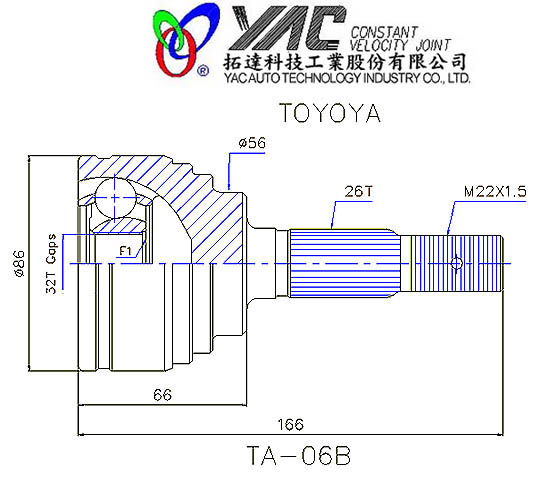 YAC CONSTANT
VELOCITY JOINT
®
拓達科技工業股份有限公司
YAC AUTO TECHNOLOGY INDUSTRY CO., LTD.
TOYOYA
ø56
26T
M22X1.5
ø86
32T Gaps
F1
66
166
TA-06B